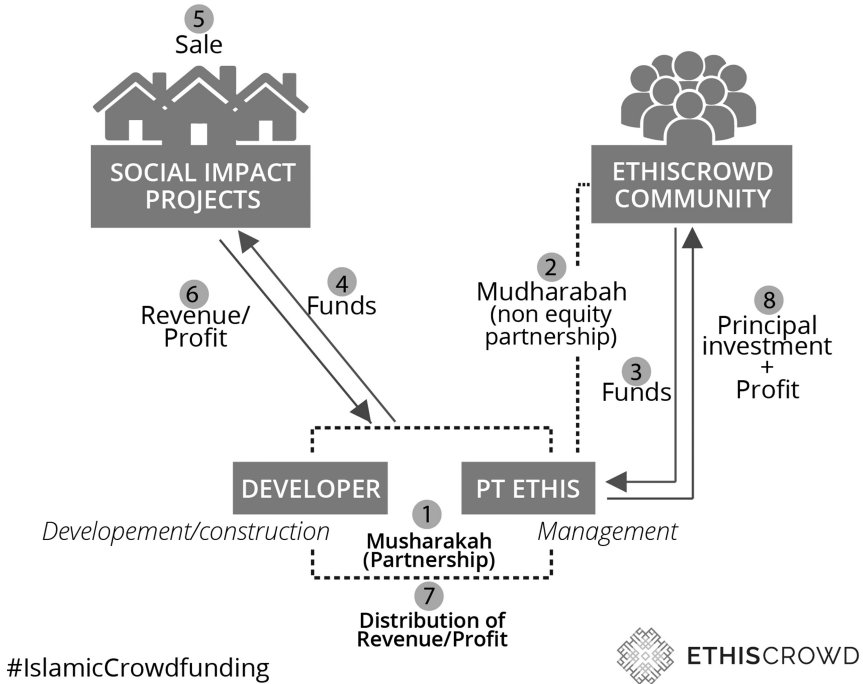 5
Sale
SOCIAL IMPACT
PROJECTS
ETHISCROWD
COMMUNITY
6
Revenue/
Profit
4
Funds
2
Mudharabah
(non equity
partnership)
3
Funds
8
Principal
investment
+
Profit
DEVELOPER
PT ETHIS
Developement/construction
1
Musharakah
(Partnership)
Management
7
Distribution of
Revenue/Profit
#IslamicCrowdfunding
ETHISCROWD